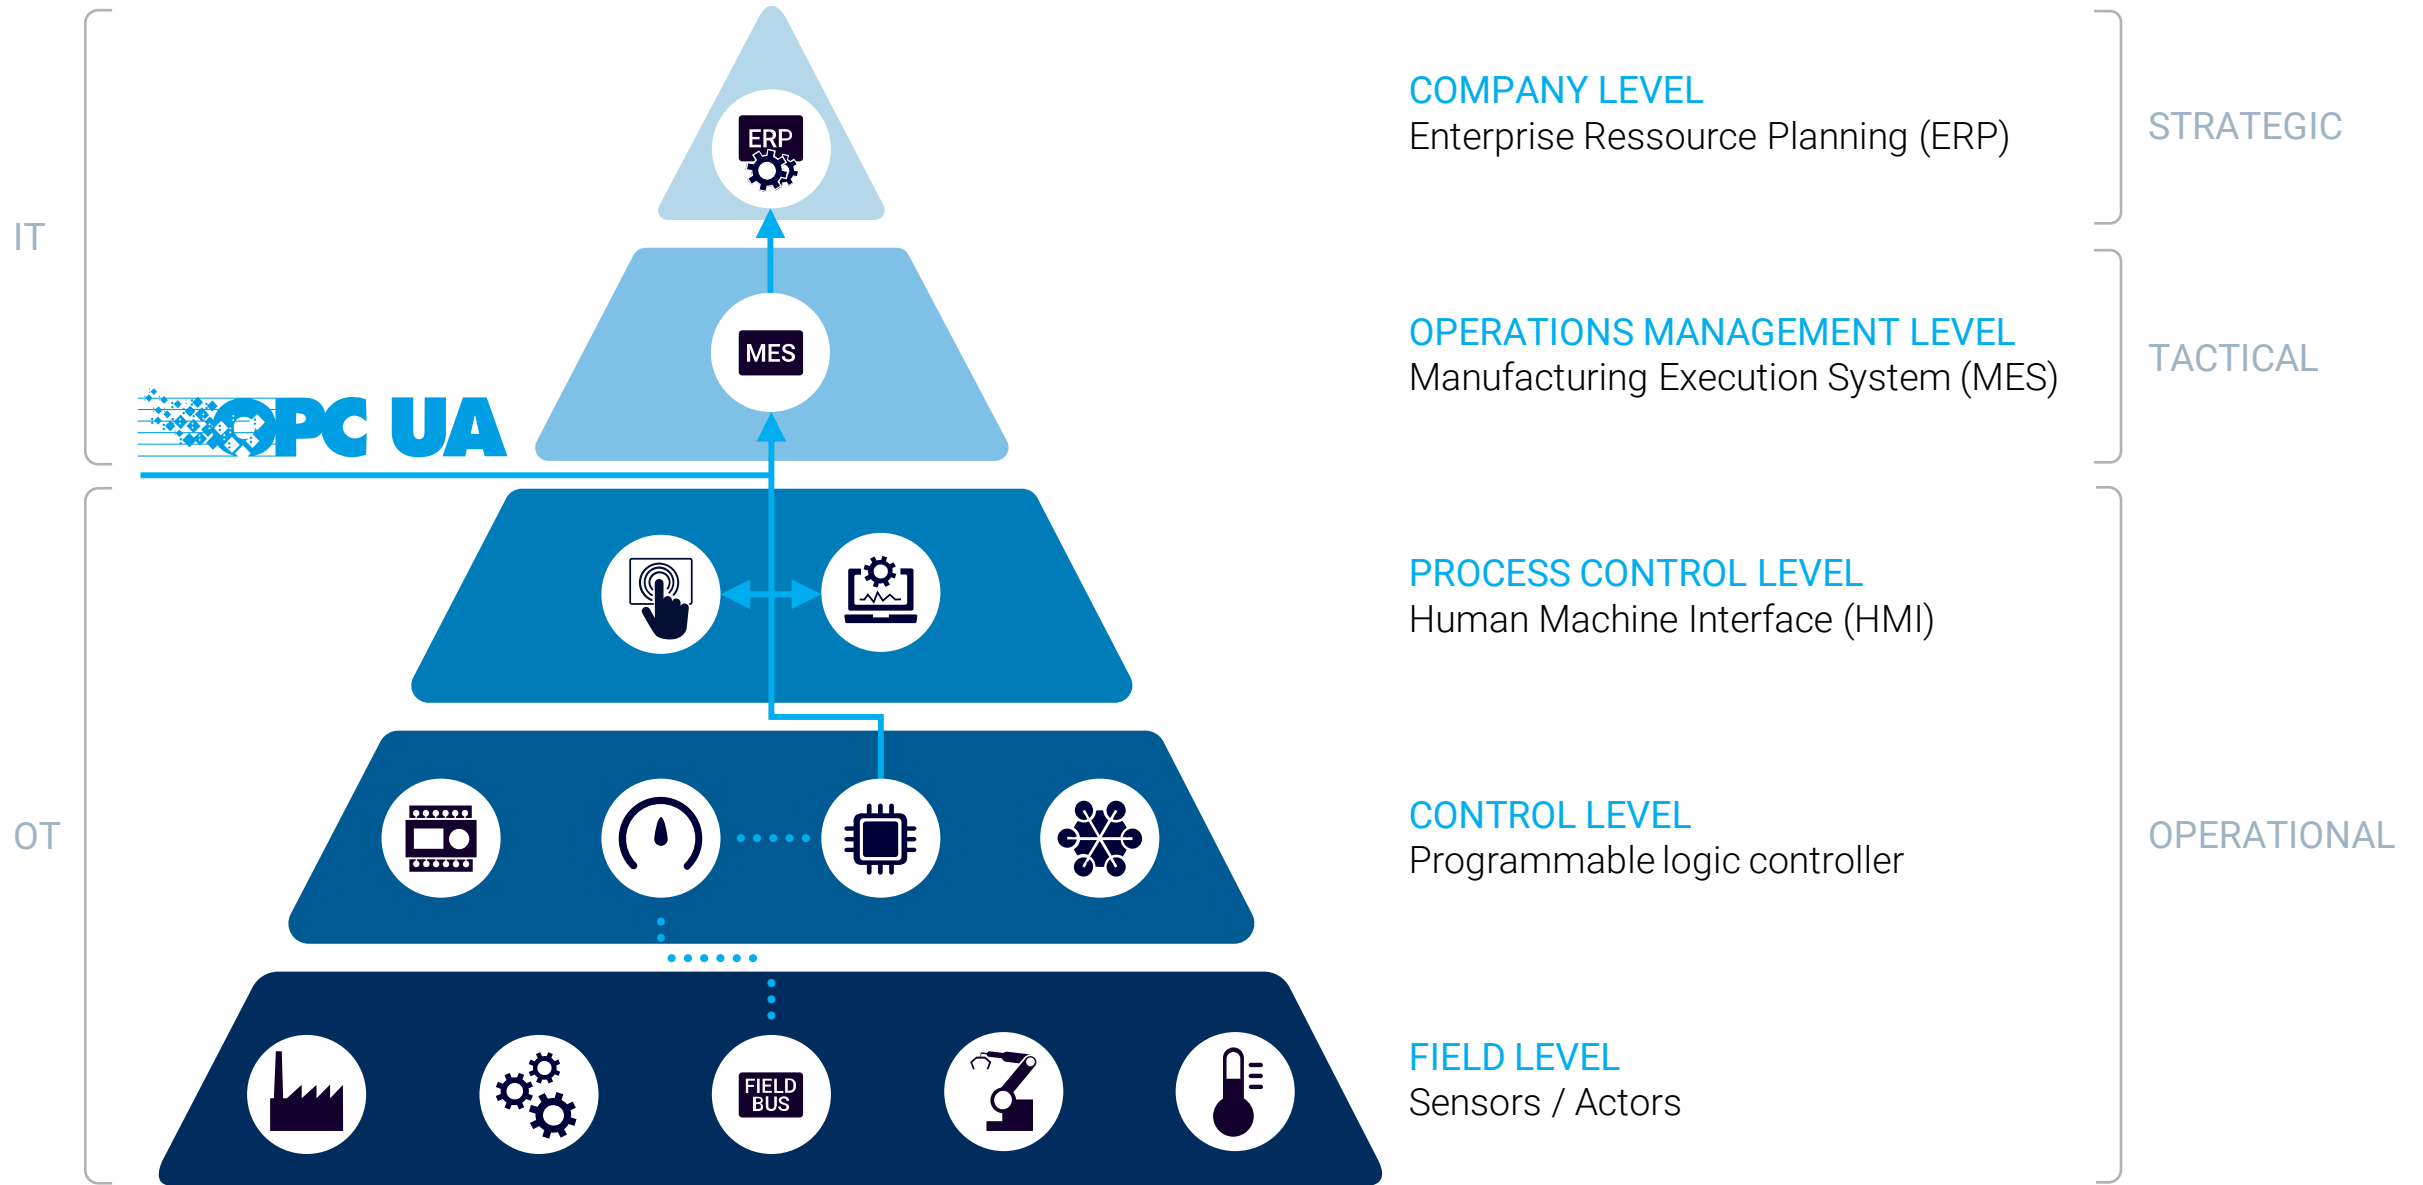 IT
OT
ERP
MES
OPC UA
FIELD
BUS
COMPANY LEVEL
Enterprise Ressource Planning (ERP)
OPERATIONS MANAGEMENT LEVEL
Manufacturing Execution System (MES)
PROCESS CONTROL LEVEL
Human Machine Interface (HMI)
CONTROL LEVEL
Programmable logic controller
FIELD LEVEL
Sensors / Actors
STRATEGIC
TACTICAL
OPERATIONAL